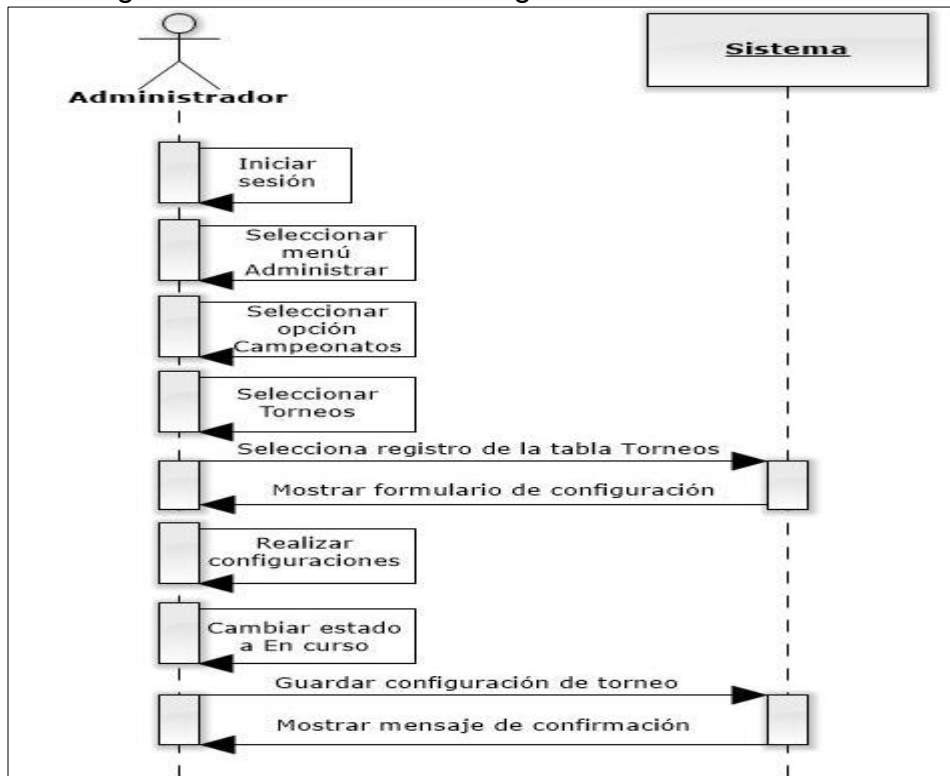 Sistema
Administrador
Iniciar
sesión
Seleccionar
menú
Administrar
Seleccionar
opción
Campeonatos
Seleccionar
Torneos
Selecciona registro de la tabla Torneos
Mostrar formulario de configuración
Realizar
configuraciones
Cambiar estado
a En curso
Guardar configuración de torneo
Mostrar mensaje de confirmación